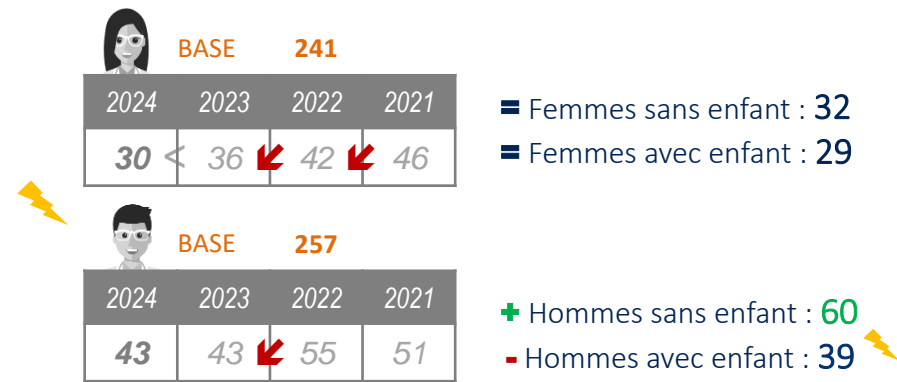 BASE 241
2024 2023 2022 2021
30 < 36 42 46
= Femmes sans enfant : 32
= Femmes avec enfant : 29
BASE 257
2024 2023 2022 2021
43 43 55 51
+ Hommes sans enfant : 60
- Hommes avec enfant : 39